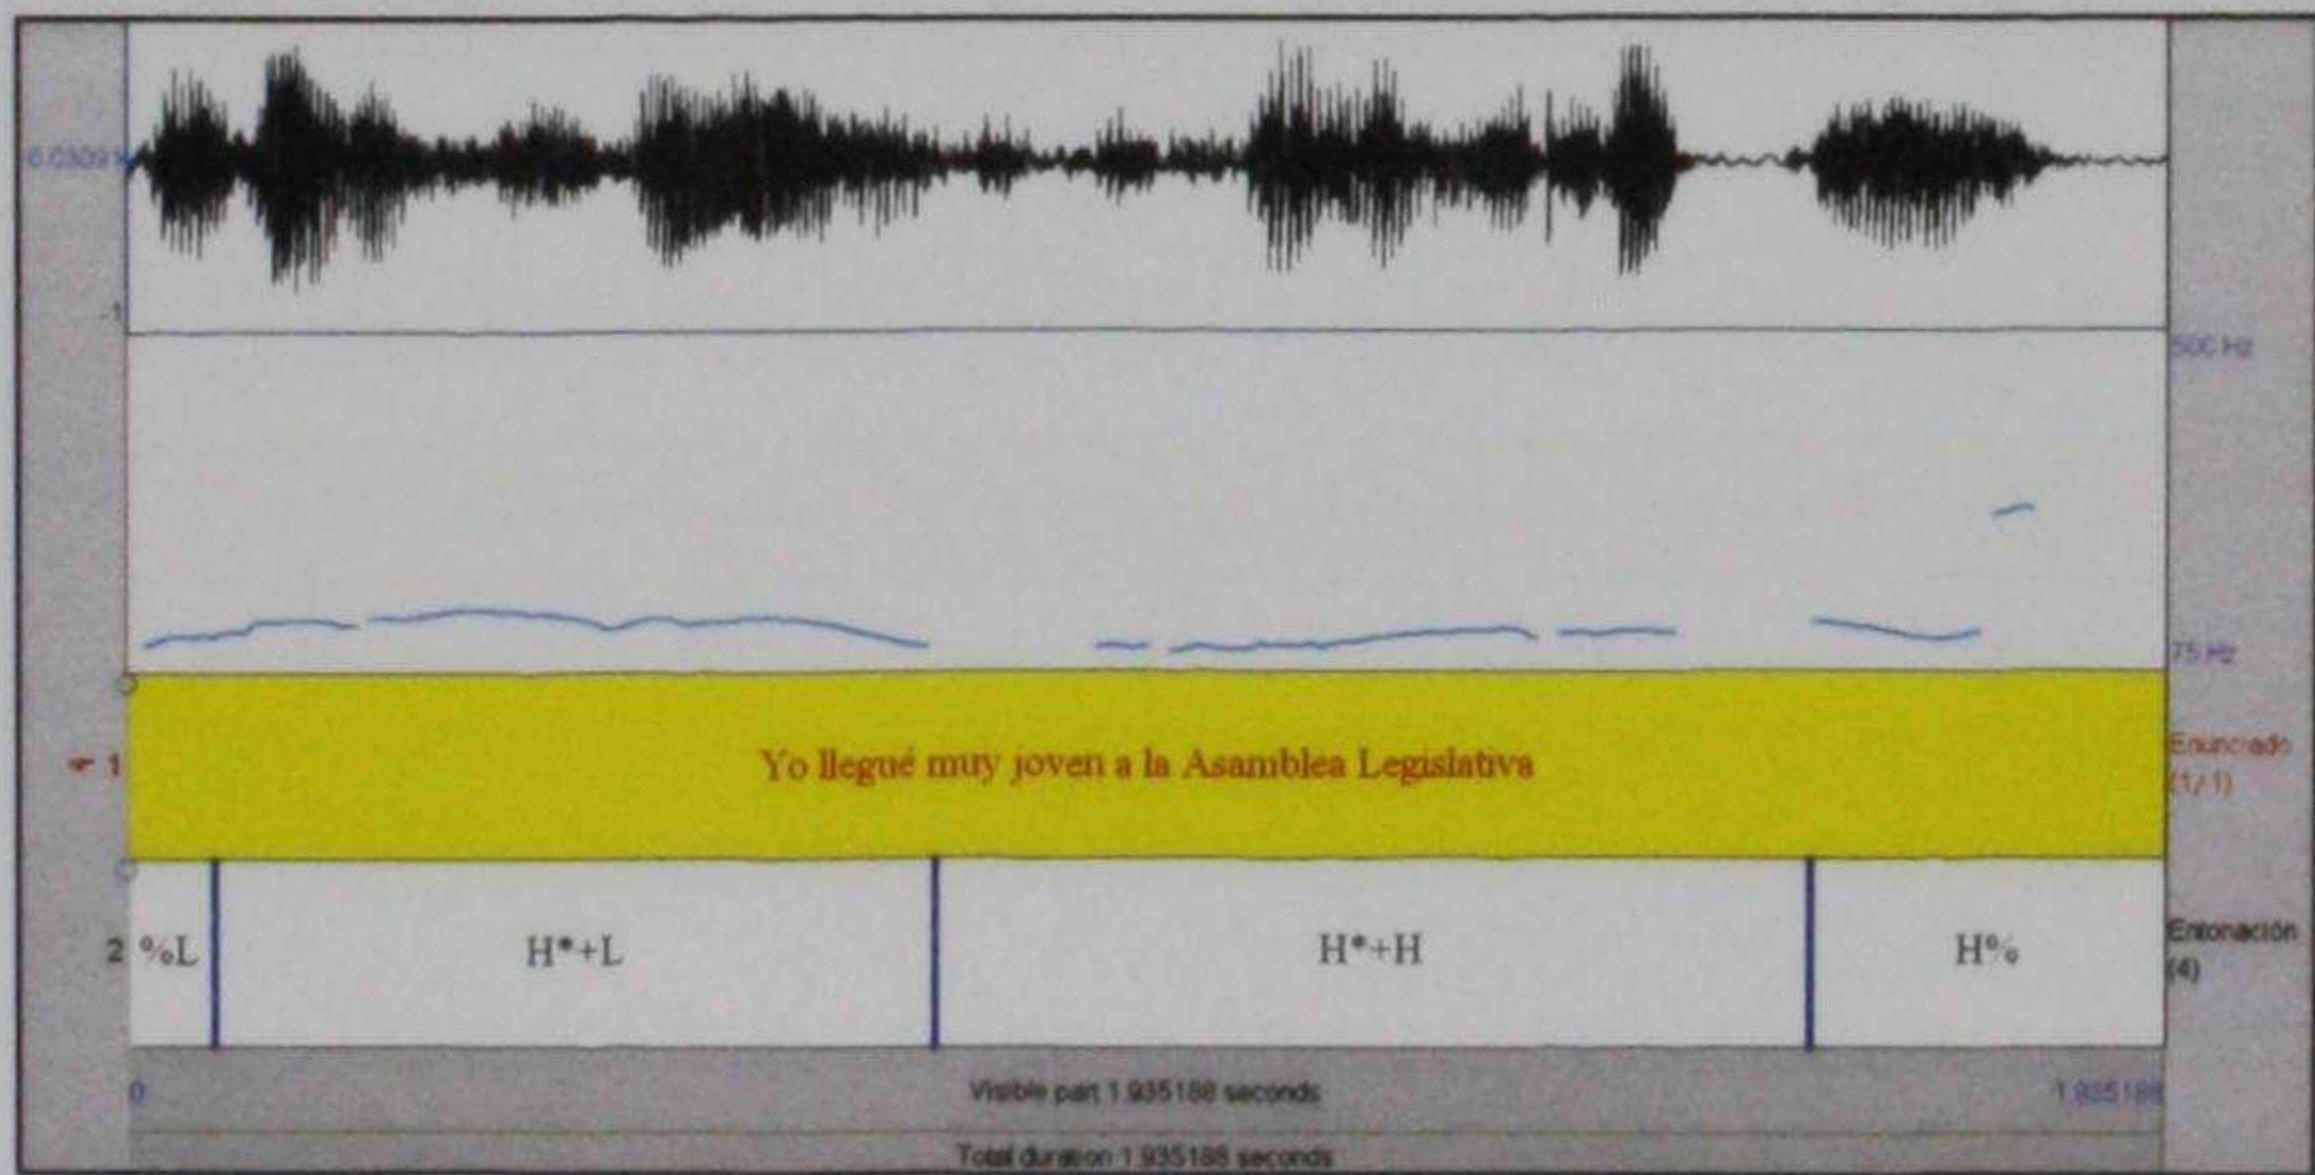 -1
500 Hz
75 Hz
1
Yo llegué muy joven a la Asamblea Legislativa
Enunciado
(1/1)
2
%L
H*+L
H*+H
H%
Entonación
(4)
0
Visible part 1.935188 seconds
1.935188
Total duration 1.935188 seconds